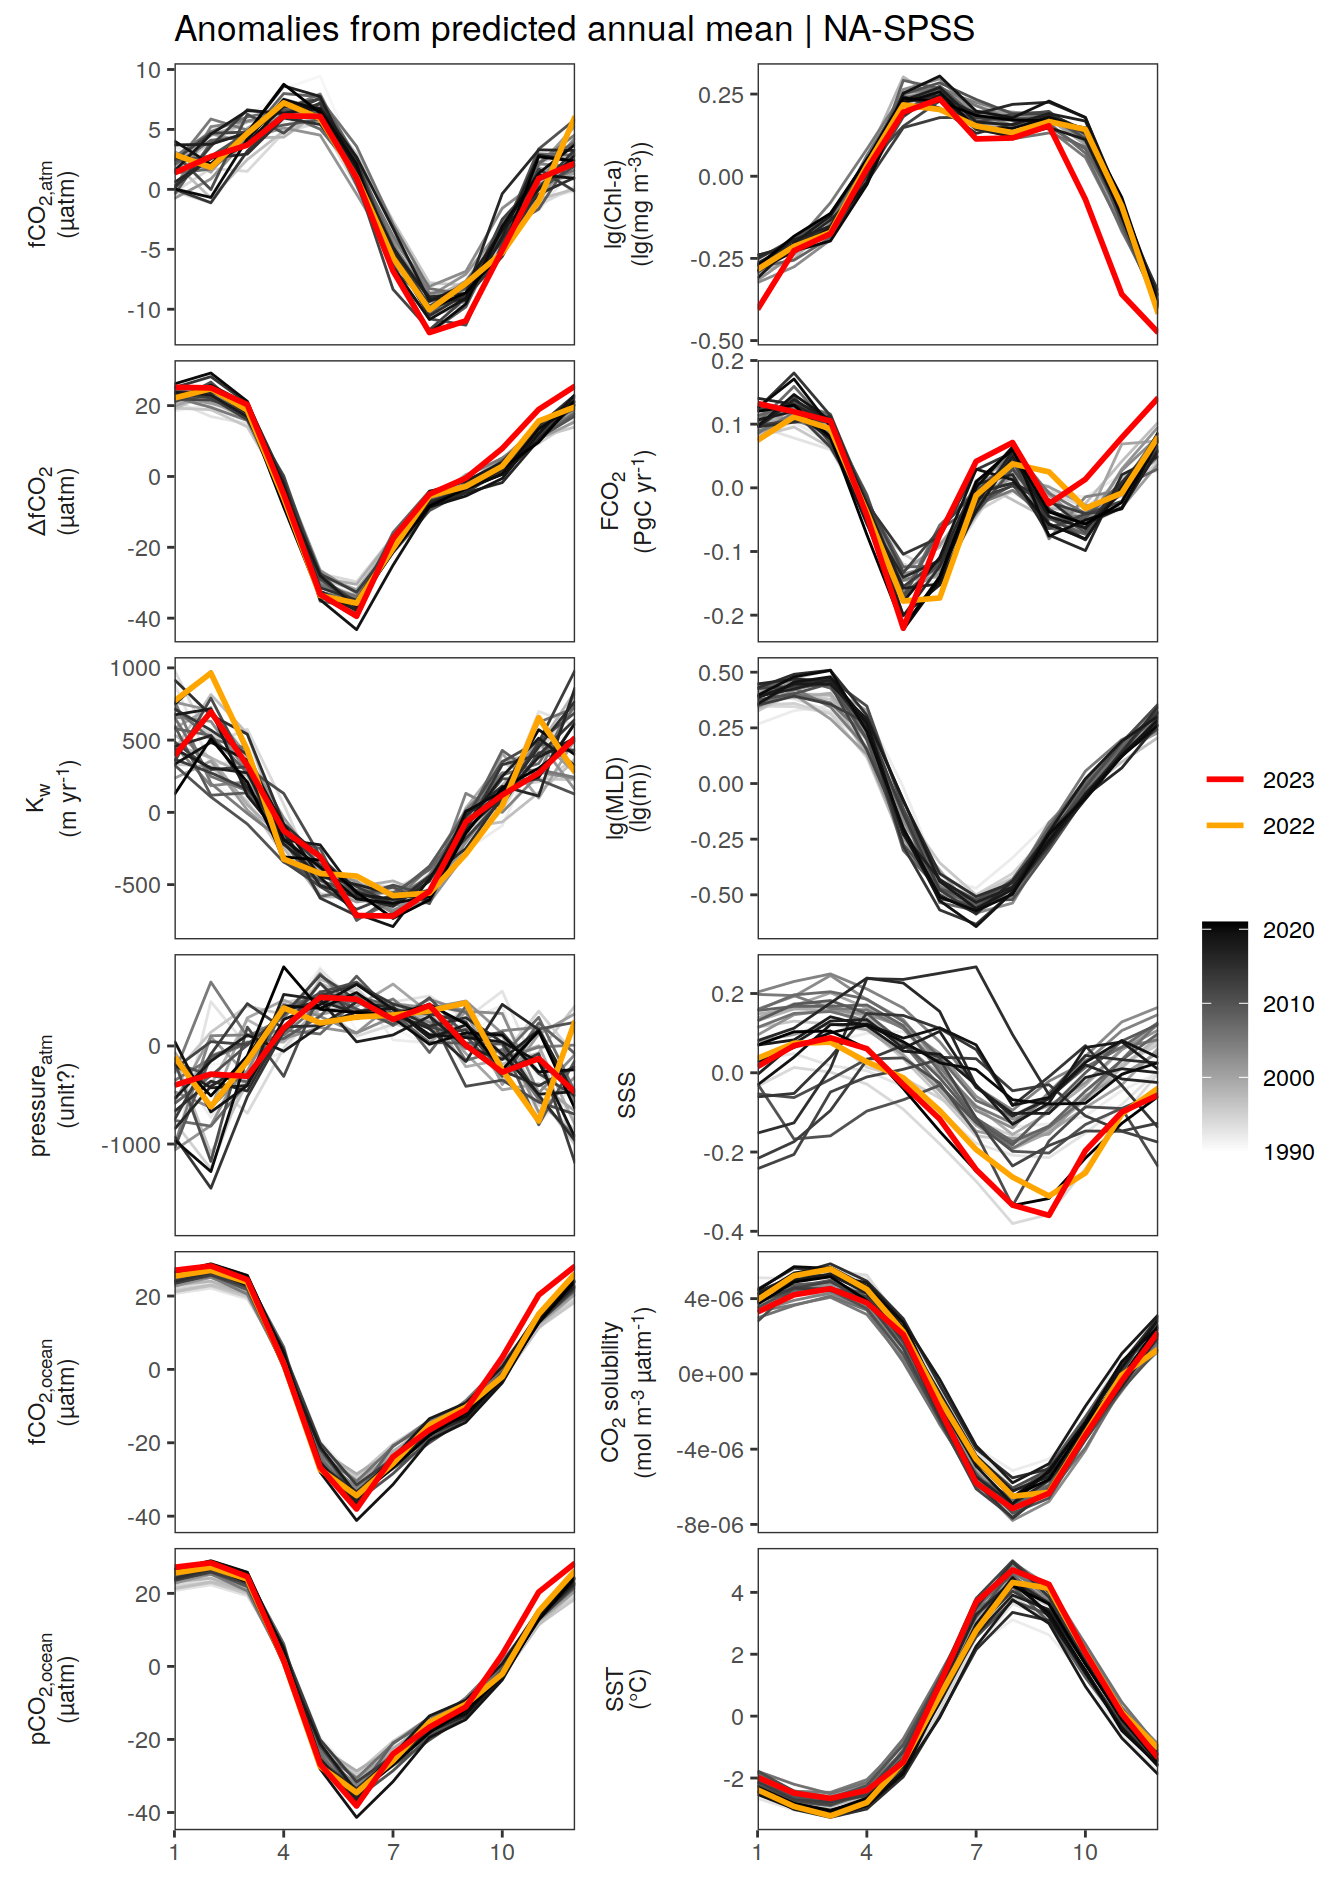 Anomalies from predicted annual mean | NA-SPSS
fCO2,atm
(µatm)
10
5
0
-5
-10
lg(Chl-a)
(lg(mg m-3))
0.25
0.00
-0.25
-0.50
ΔfCO2
(µatm)
20
0
-20
-40
FCO2
(PgC yr-1)
0.2
0.1
0.0
-0.1
-0.2
Kw
(m yr-1)
1000
500
0
-500
lg(MLD)
(lg(m))
0.50
0.25
0.00
-0.25
-0.50
pressureatm
(unit?)
0
-1000
SSS
0.2
0.0
-0.2
-0.4
fCO2,ocean
(µatm)
20
0
-20
-40
CO2 solubility
(mol m-3 µatm-1)
4e-06
0e+00
-4e-06
-8e-06
pCO2,ocean
(µatm)
20
0
-20
-40
1 4 7 10
SST
(°C)
4
2
0
-2
1 4 7 10
2023
2022
2020
2010
2000
1990